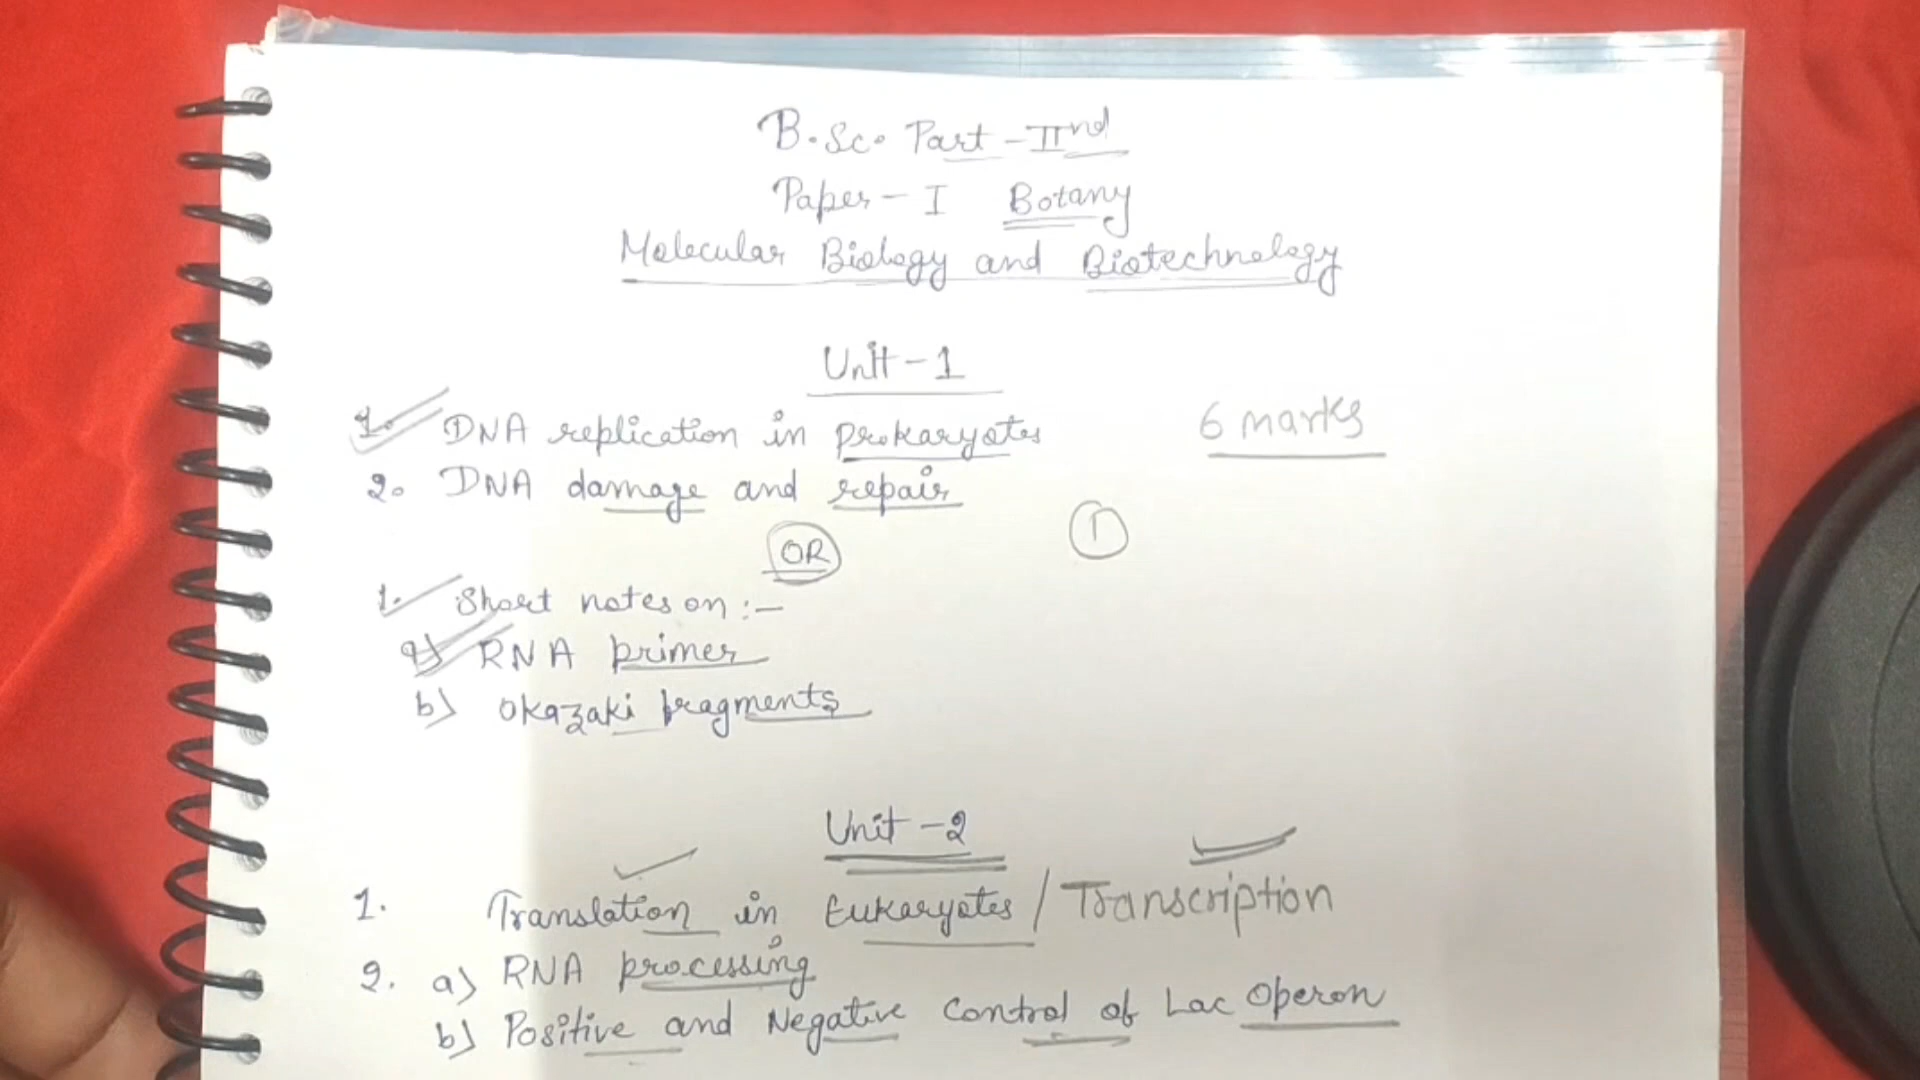 B.Sc. Part-IInd
Paper-I Botany
Molecular Biology and Biotechnology
Unit-1
1. DNA replication in prokaryotes 6 marks
2. DNA damage and repair
OR 1
1. Short notes on :-
a) RNA primer
b) Okazaki fragments
Unit-2
1. Translation in Eukaryotes / Transcription
2. a) RNA processing
b) Positive and Negative Control of Lac Operon